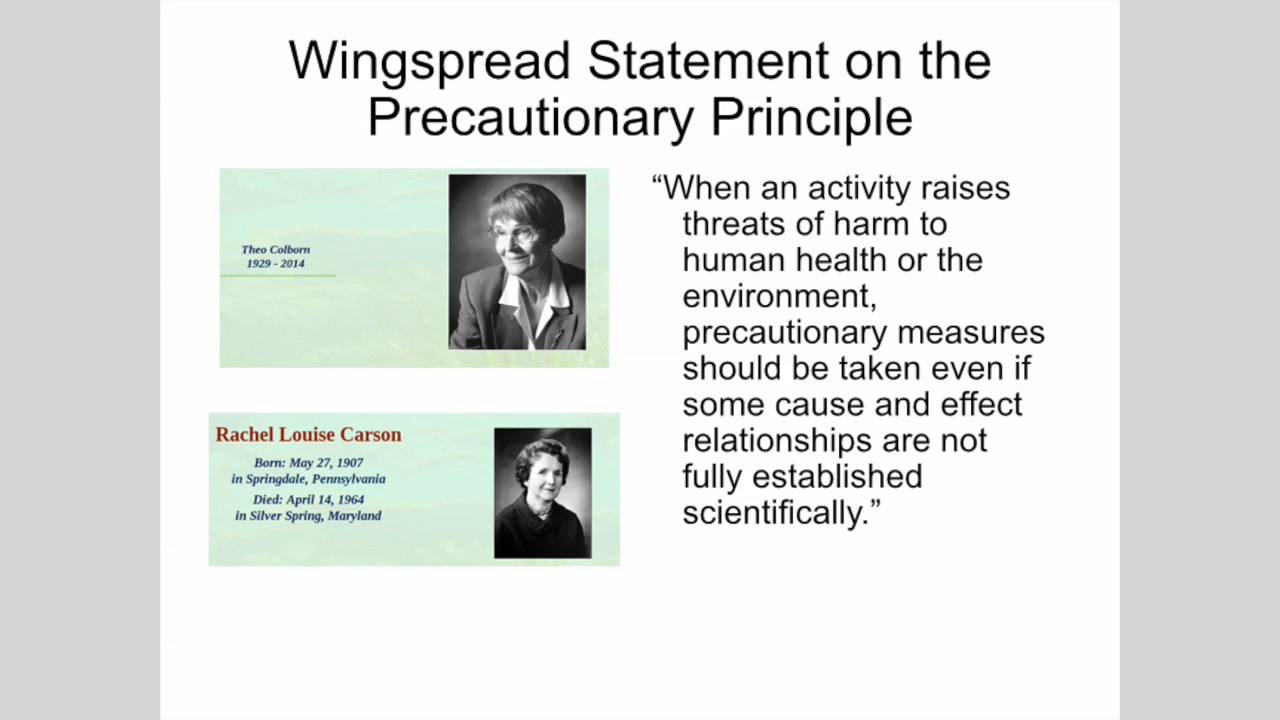 Wingspread Statement on the
Precautionary Principle
Theo Colborn
1929 - 2014
Rachel Louise Carson
Born: May 27, 1907
in Springdale, Pennsylvania
Died: April 14, 1964
in Silver Spring, Maryland
“When an activity raises
threats of harm to
human health or the
environment,
precautionary measures
should be taken even if
some cause and effect
relationships are not
fully established
scientifically.”